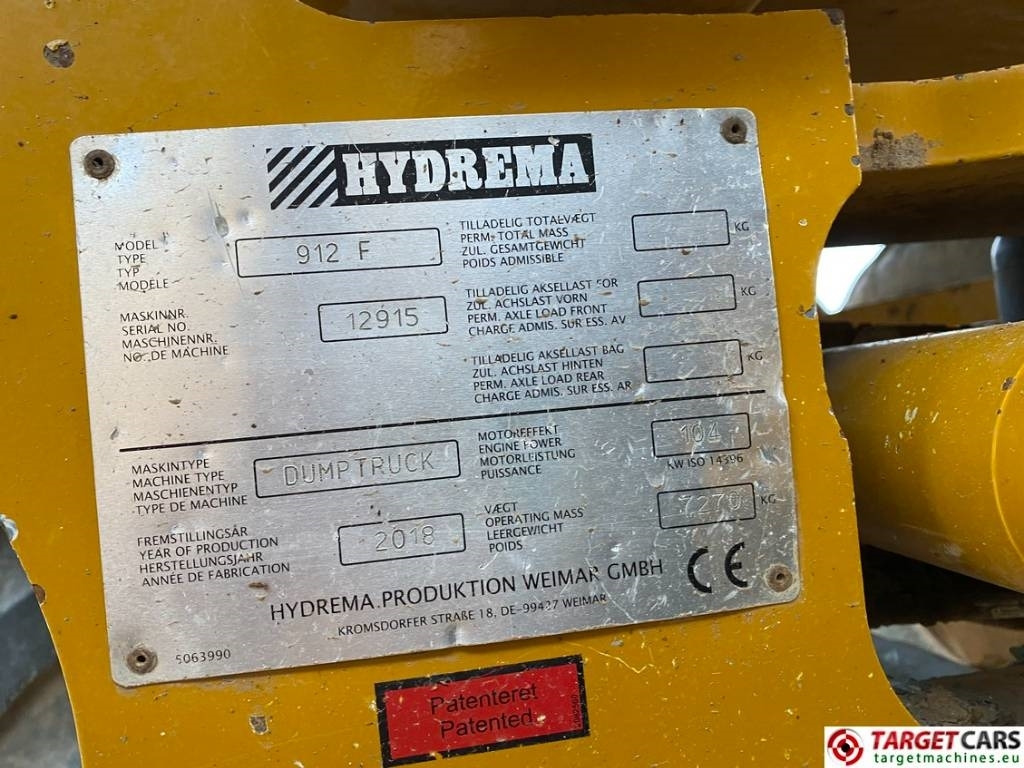 HYDREMA
MODEL
TYPE
TYP
MODÈLE
912 F
TILLADELIG TOTALVÆGT
PERM. TOTAL MASS
ZUL. GESAMTGEWICHT
POIDS ADMISSIBLE
KG
MASKINNR.
SERIAL NO.
MASCHINENNR.
NO. DE MACHINE
12915
TILLADELIG AKSELLAST FOR
ZUL. ACHSLAST VORN
PERM. AXLE LOAD FRONT
CHARGE ADMIS. SUR ESS. AV
KG
TILLADELIG AKSELLAST BAG
ZUL. ACHSLAST HINTEN
PERM. AXLE LOAD REAR
CHARGE ADMIS. SUR ESS. AR
KG
MASKINTYPE
MACHINE TYPE
MASCHIENENTYP
TYPE DE MACHINE
DUMPTRUCK
MOTOREFFEKT
ENGINE POWER
MOTORLEISTUNG
PUISSANCE
104
KW ISO 14396
FREMSTILLINGSÅR
YEAR OF PRODUCTION
HERSTELLUNGSJAHR
ANNÉE DE FABRICATION
2018
VÆGT
OPERATING MASS
LEERGEWICHT
POIDS
7270 KG
HYDREMA PRODUKTION WEIMAR GMBH
KROMSDORFER STRAßE 18, DE-99427 WEIMAR
CE
5063990
Patenteret
Patented
TARGETCARS
targetmachines.eu